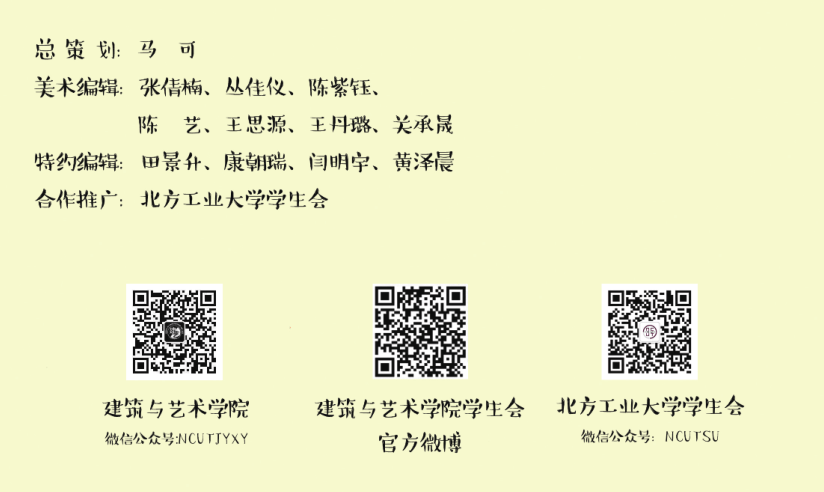 总 策 划: 马 可
美术编辑: 张倩楠、丛佳仪、陈紫钰、
陈 艺、王思源、王丹璐、关承晟
特约编辑: 田景升、康朝瑞、闫明宇、黄泽晨
合作推广: 北方工业大学学生会
建筑与艺术学院
微信公众号:NCUTJYXY
建筑与艺术学院学生会
官方微博
北方工业大学学生会
微信公众号: NCUTSU